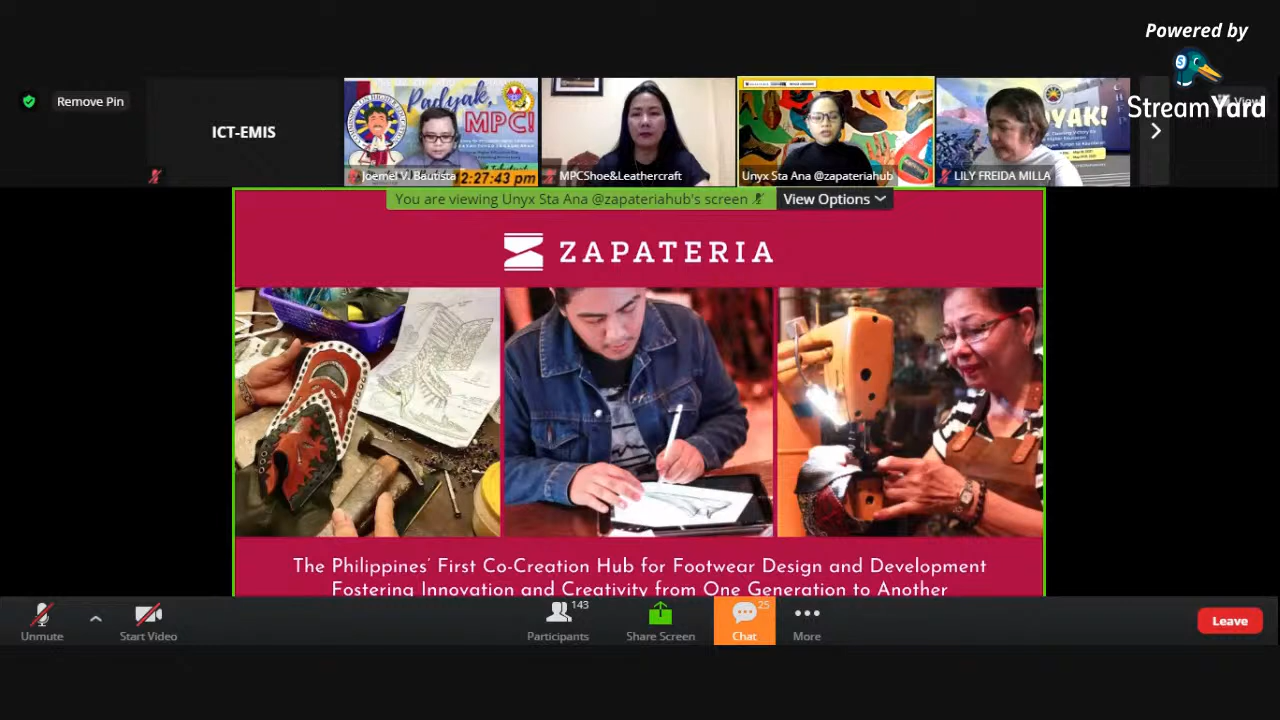 Powered by
StreamYard
Remove Pin
ICT-EMIS
Padyak,
MPC!
Joemel V. Bautista
2:27:43 pm
MPCShoe&Leathercraft
Unyx Sta Ana @zapateriahub
YAK!
LILY FREIDA MILLA
View
You are viewing Unyx Sta Ana @zapateriahub's screen
View Options
ZAPATERIA
The Philippines' First Co-Creation Hub for Footwear Design and Development
Fostering Innovation and Creativity from One Generation to Another
Unmute
Start Video
Participants
143
Share Screen
Chat
25
More
Leave